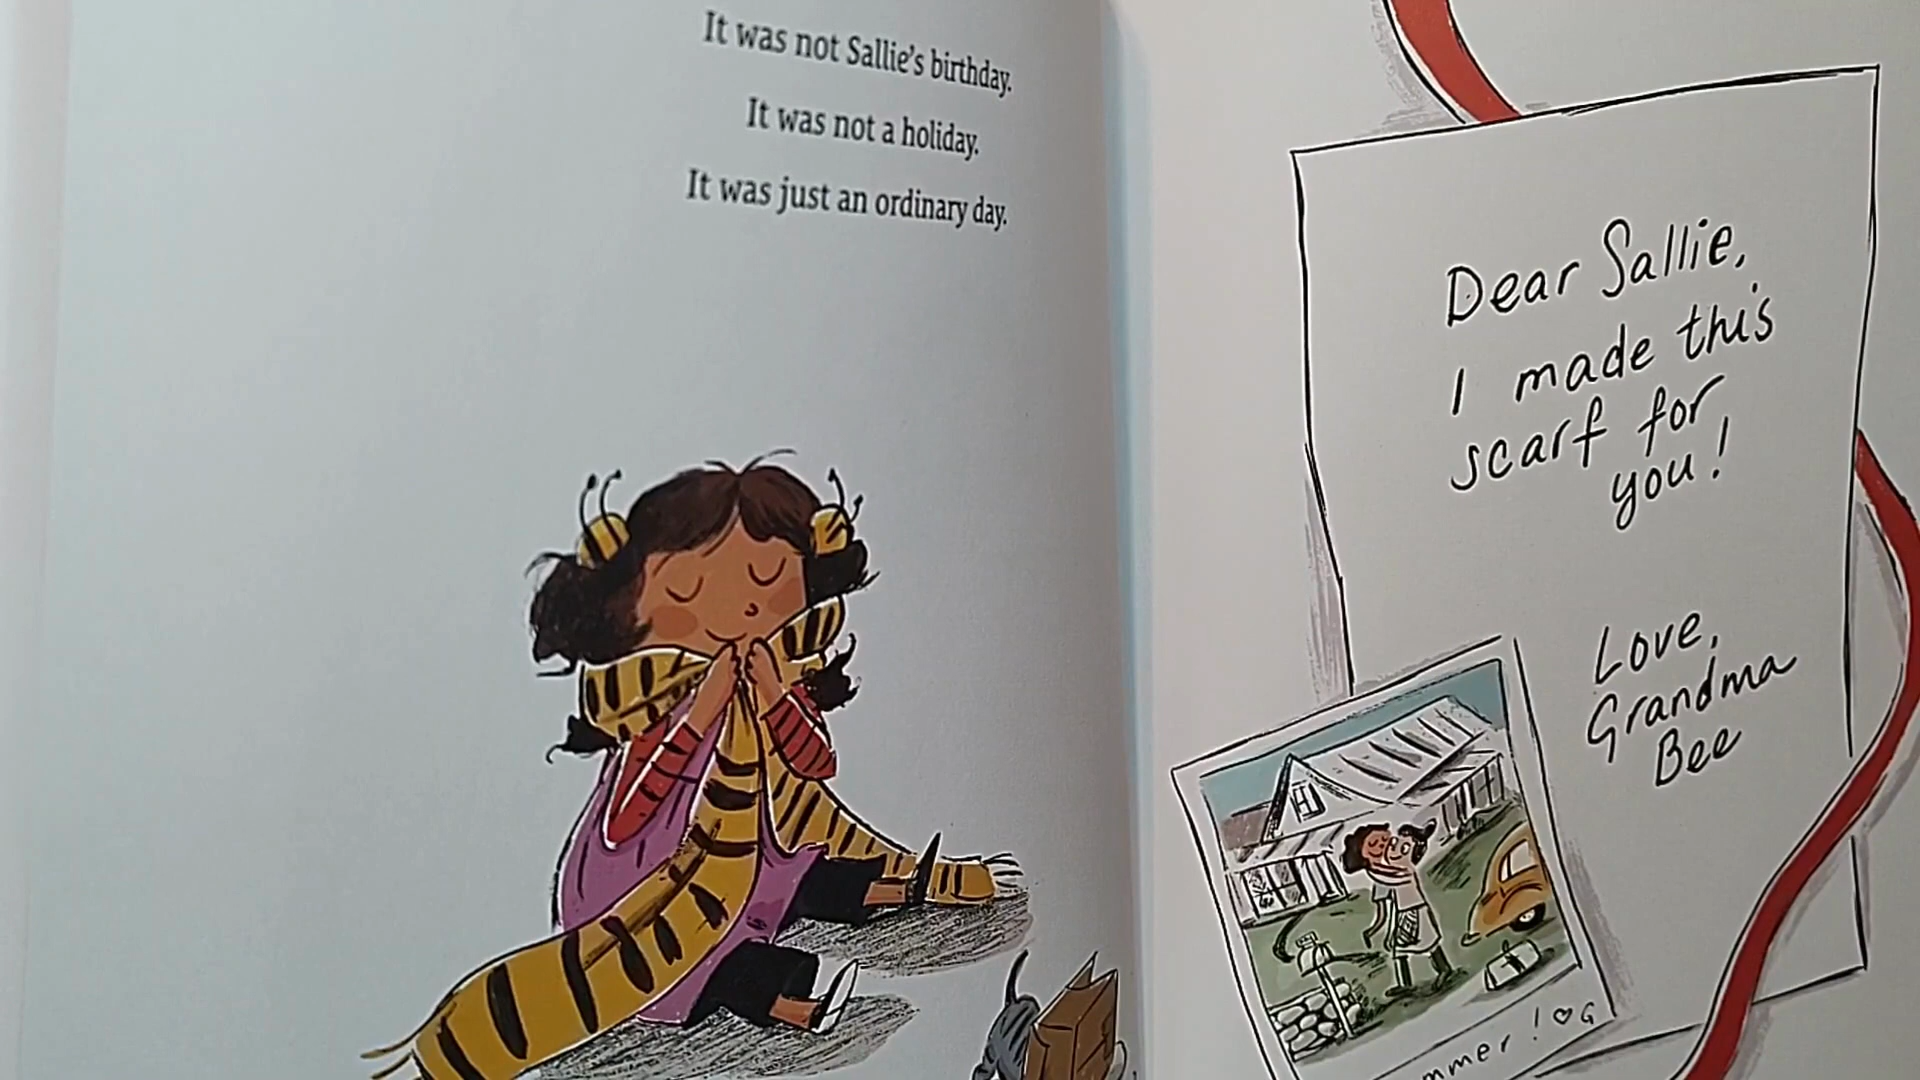 It was not Sallie's birthday.
It was not a holiday.
It was just an ordinary day.
Dear Sallie,
I made this
scarf for
you!
Love,
Grandma
Bee
! ♡ G